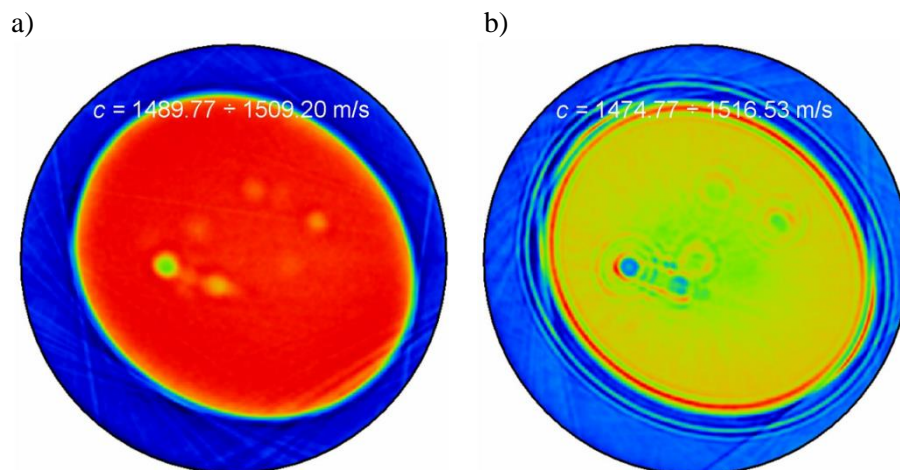 a)
b)
c = 1489.77 ÷ 1509.20 m/s
c = 1474.77 ÷ 1516.53 m/s